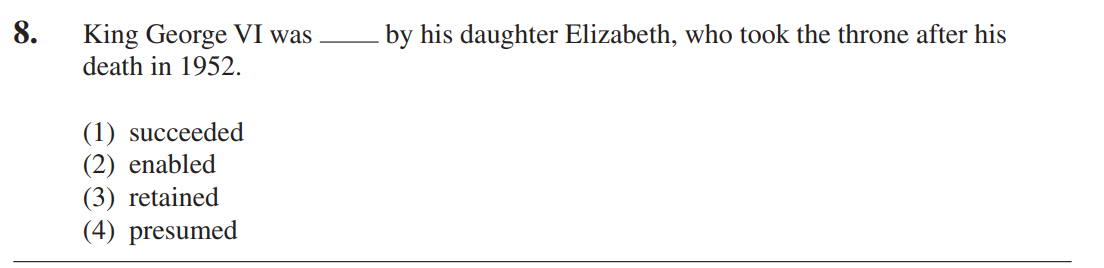 8. King George VI was ____ by his daughter Elizabeth, who took the throne after his
death in 1952.
(1) succeeded
(2) enabled
(3) retained
(4) presumed